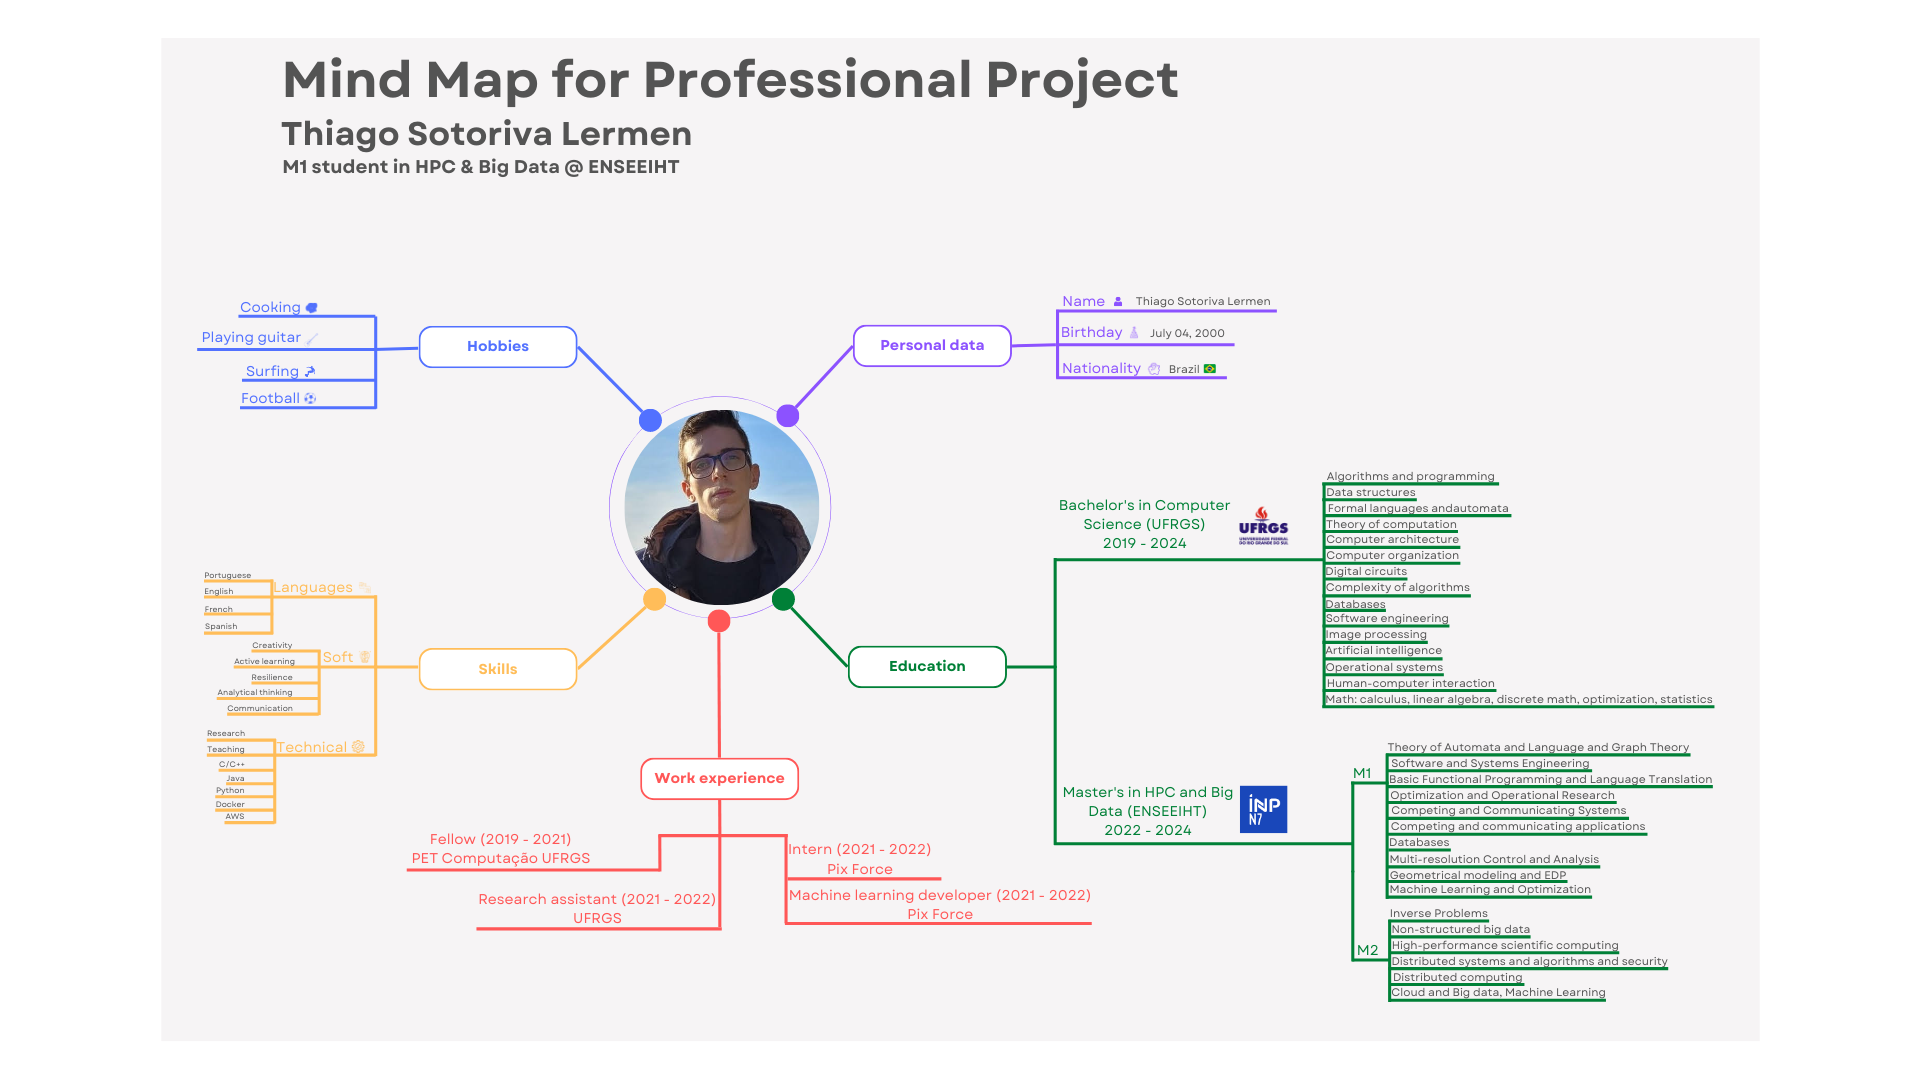 Mind Map for Professional Project
Thiago Sotoriva Lermen
M1 student in HPC & Big Data @ ENSEEIHT
Hobbies
Cooking
Playing guitar
Surfing
Football
Personal data
Name Thiago Sotoriva Lermen
Birthday July 04, 2000
Nationality Brazil
Skills
Languages
Portuguese
English
French
Spanish
Soft
Creativity
Active learning
Resilience
Analytical thinking
Communication
Technical
Research
Teaching
C/C++
Java
Python
Docker
AWS
Work experience
Fellow (2019 - 2021)
PET Computação UFRGS
Research assistant (2021 - 2022)
UFRGS
Intern (2021 - 2022)
Pix Force
Machine learning developer (2021 - 2022)
Pix Force
Education
Bachelor's in Computer
Science (UFRGS)
2019 - 2024
UFRGS
UNIVERSIDADE FEDERAL
DO RIO GRANDE DO SUL
Algorithms and programming
Data structures
Formal languages andautomata
Theory of computation
Computer architecture
Computer organization
Digital circuits
Complexity of algorithms
Databases
Software engineering
Image processing
Artificial intelligence
Operational systems
Human-computer interaction
Math: calculus, linear algebra, discrete math, optimization, statistics
Master's in HPC and Big
Data (ENSEEIHT)
2022 - 2024
INP
N7
M1
Theory of Automata and Language and Graph Theory
Software and Systems Engineering
Basic Functional Programming and Language Translation
Optimization and Operational Research
Competing and Communicating Systems
Competing and communicating applications
Databases
Multi-resolution Control and Analysis
Geometrical modeling and EDP
Machine Learning and Optimization
M2
Inverse Problems
Non-structured big data
High-performance scientific computing
Distributed systems and algorithms and security
Distributed computing
Cloud and Big data, Machine Learning